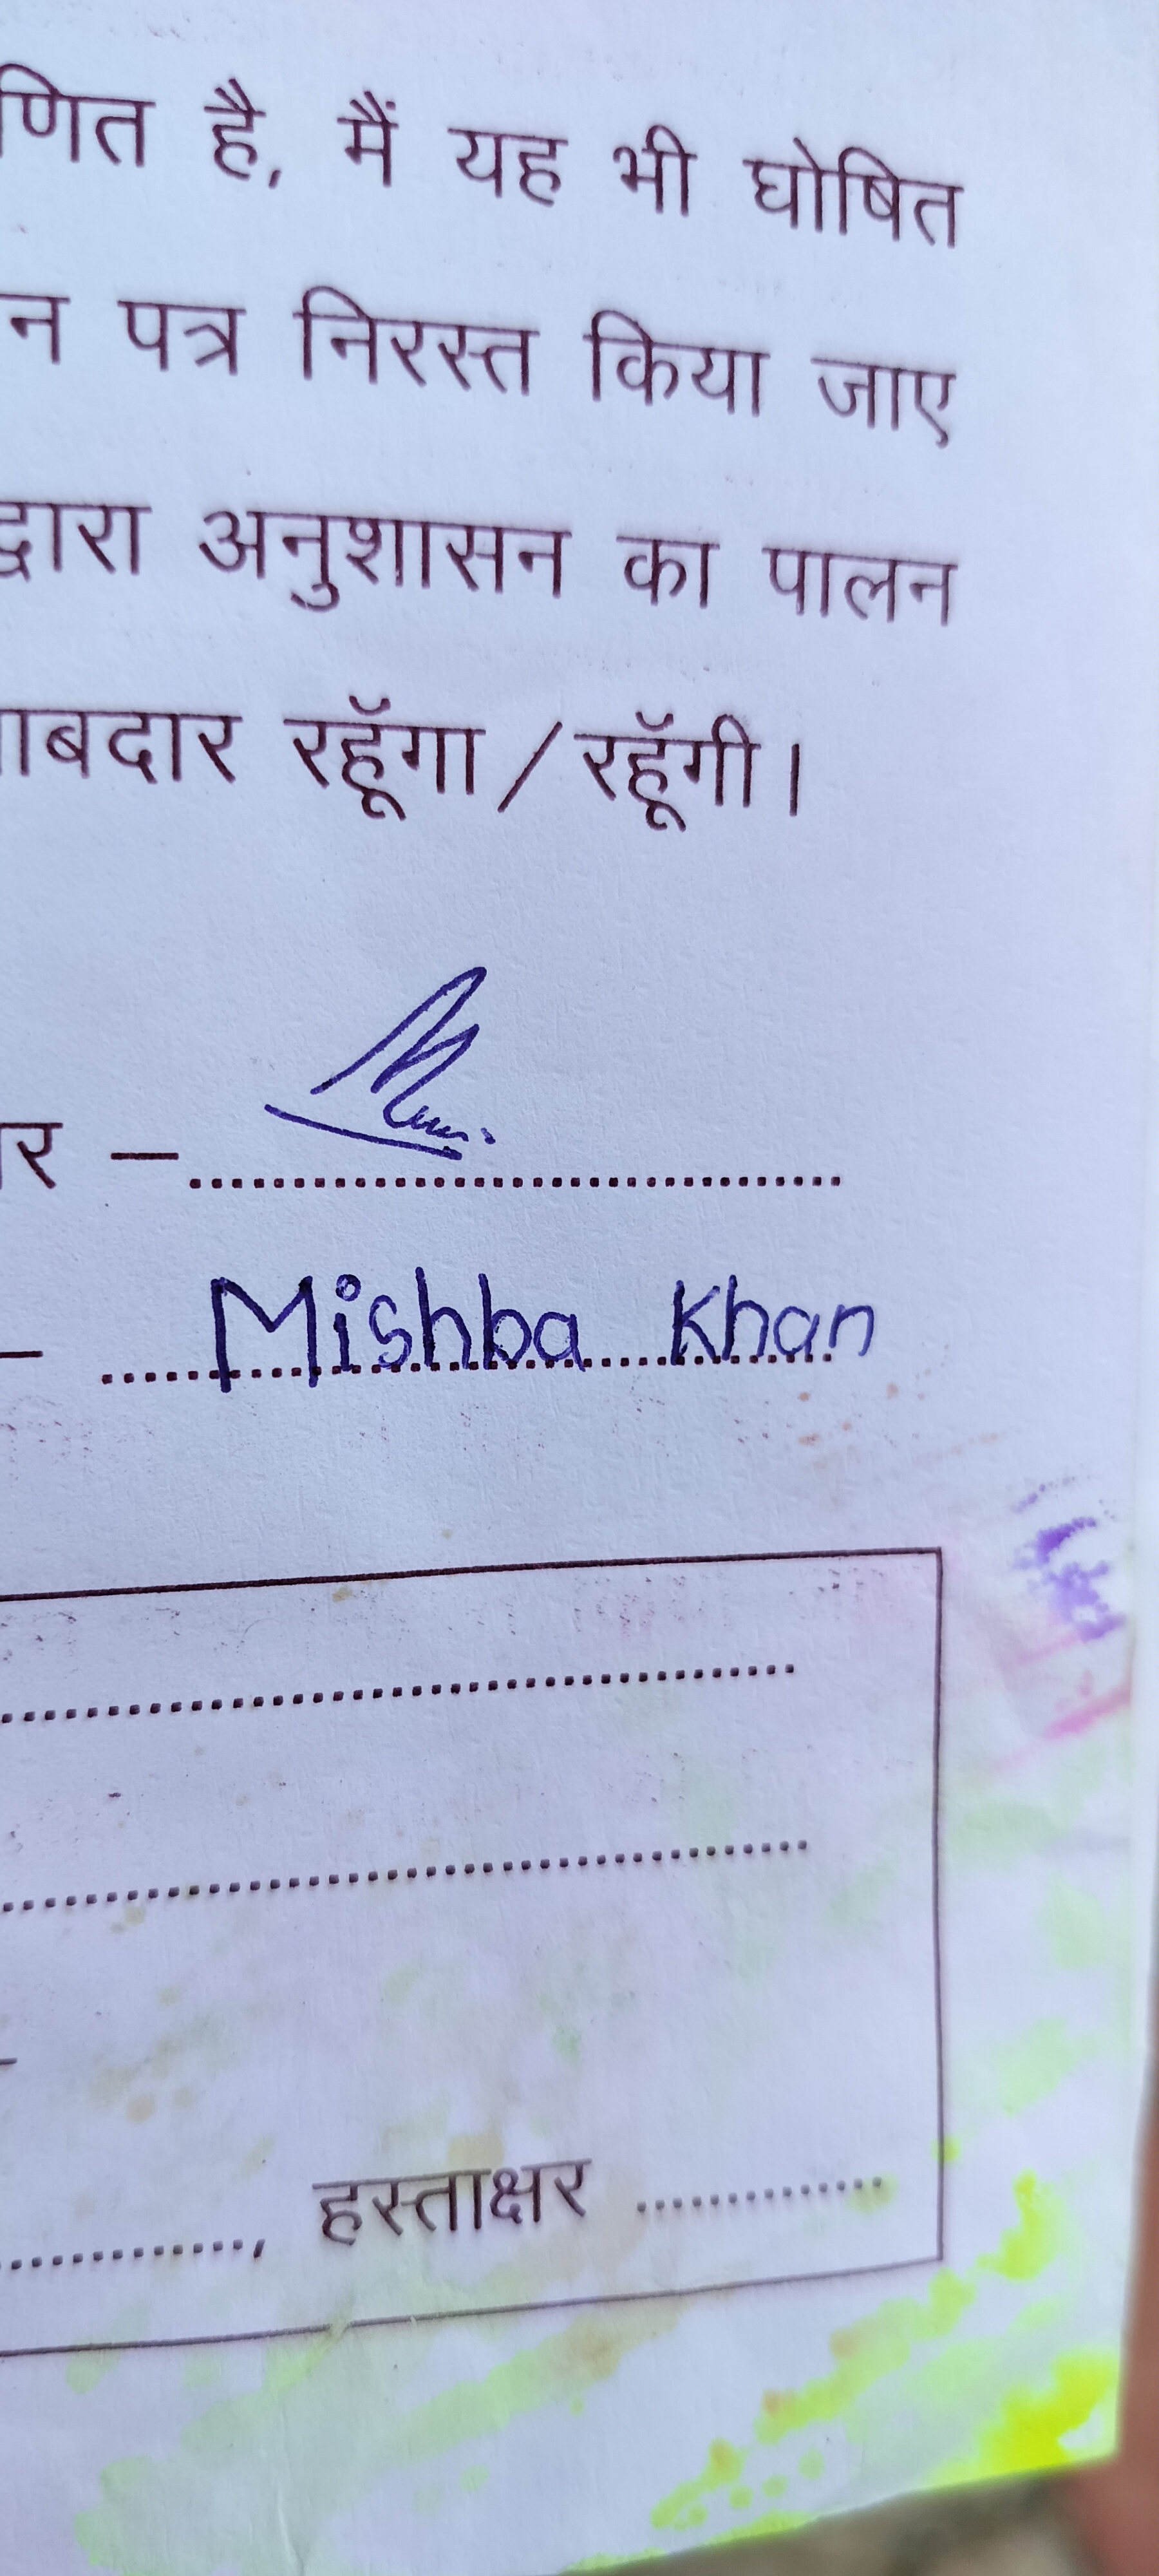 णित है, मैं यह भी घोषित
न पत्र निरस्त किया जाए
द्वारा अनुशासन का पालन
ाबदार रहूॅगा/रहूॅगी।
र –....................................
– .... Mishba Khan
....................................
....................................
............, हस्ताक्षर ................